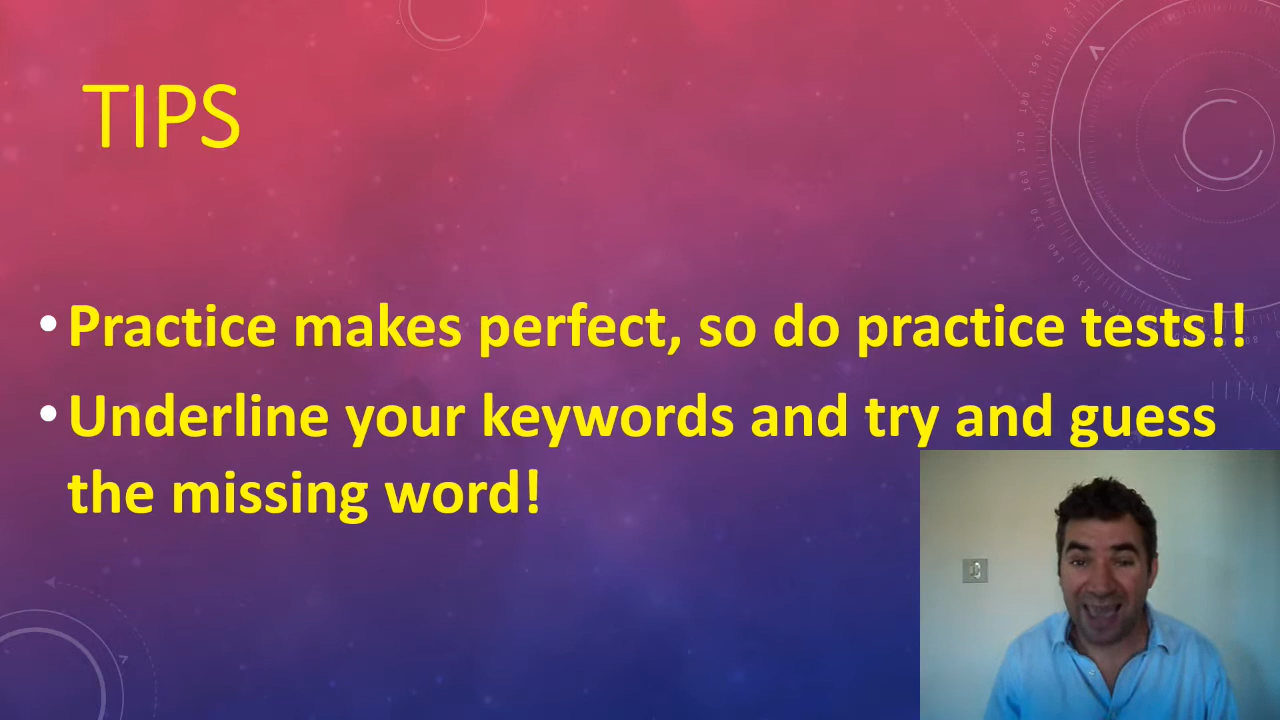 TIPS
• Practice makes perfect, so do practice tests!!
• Underline your keywords and try and guess
the missing word!